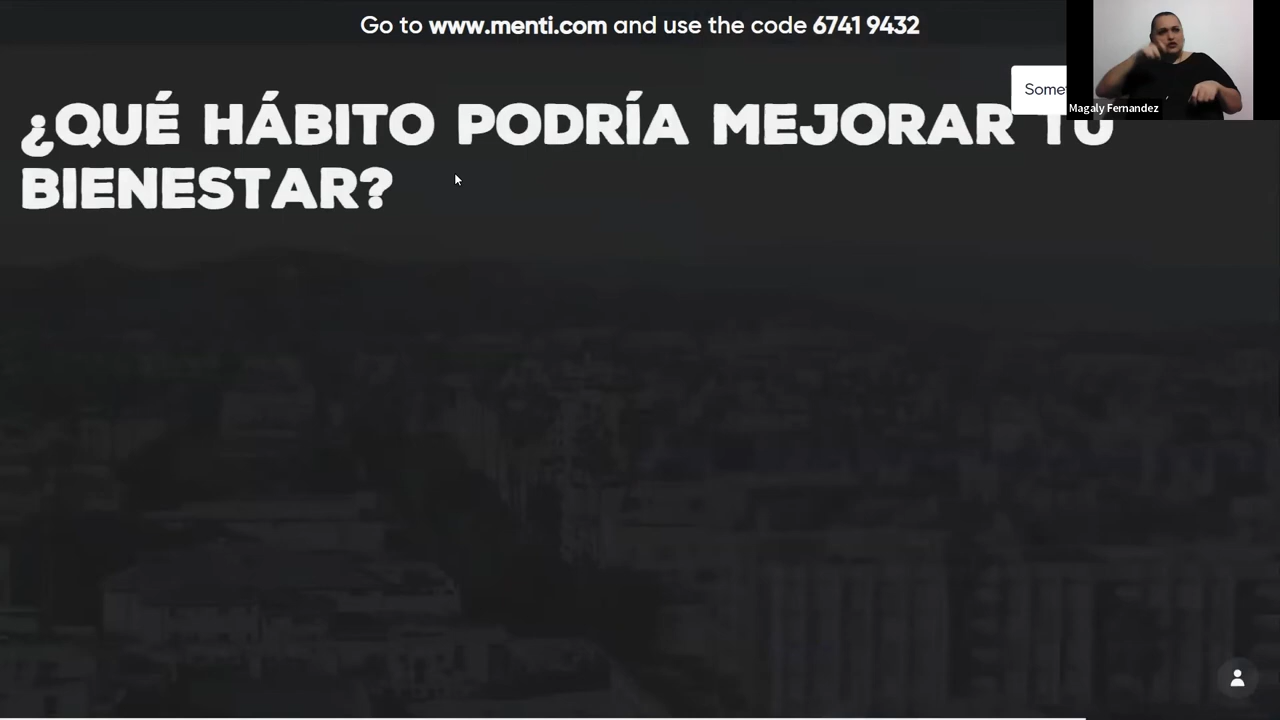 Go to www.menti.com and use the code 6741 9432
Magaly Fernandez
¿QUÉ HÁBITO PODRÍA MEJORAR TU
BIENESTAR?